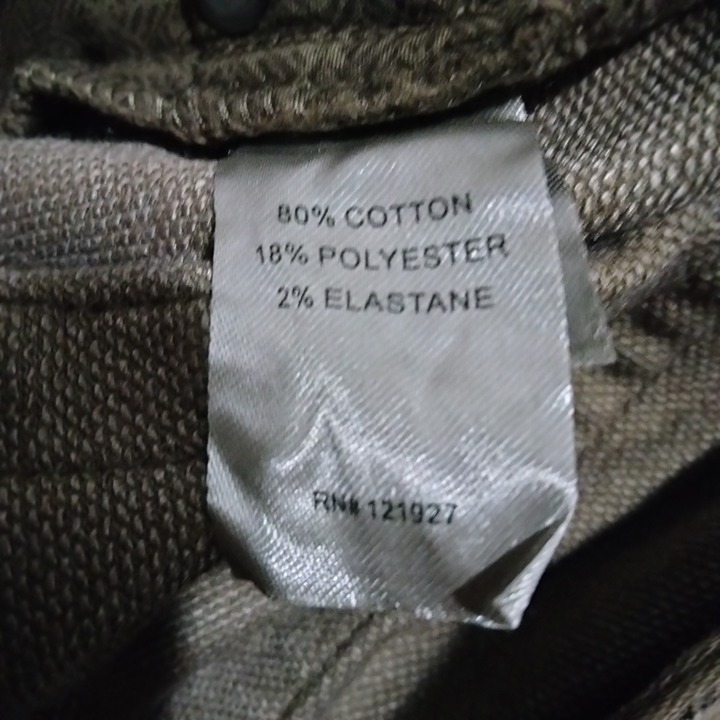 80% COTTON
18% POLYESTER
2% ELASTANE
RN# 121927